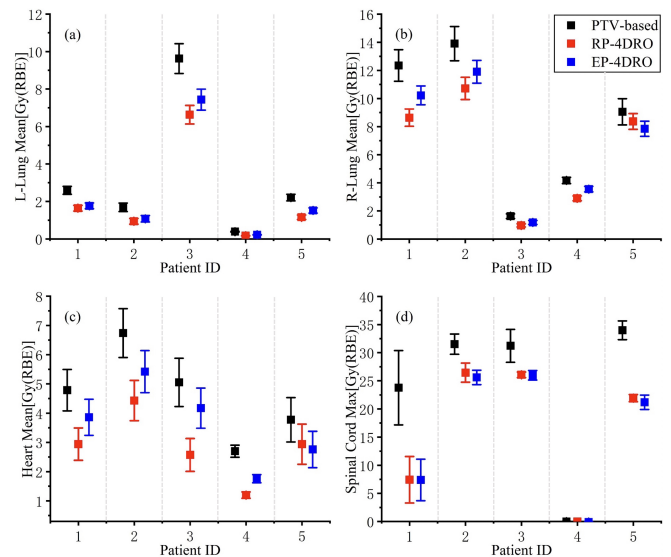 (a)
L-Lung Mean[Gy(RBE)]
12
10
8
6
4
2
0
1 2 3 4 5
Patient ID
(b)
PTV-based
RP-4DRO
EP-4DRO
R-Lung Mean[Gy(RBE)]
16
14
12
10
8
6
4
2
0
1 2 3 4 5
Patient ID
(c)
Heart Mean[Gy(RBE)]
8
7
6
5
4
3
2
1
1 2 3 4 5
Patient ID
(d)
Spinal Cord Max[Gy(RBE)]
40
35
30
25
20
15
10
5
0
1 2 3 4 5
Patient ID